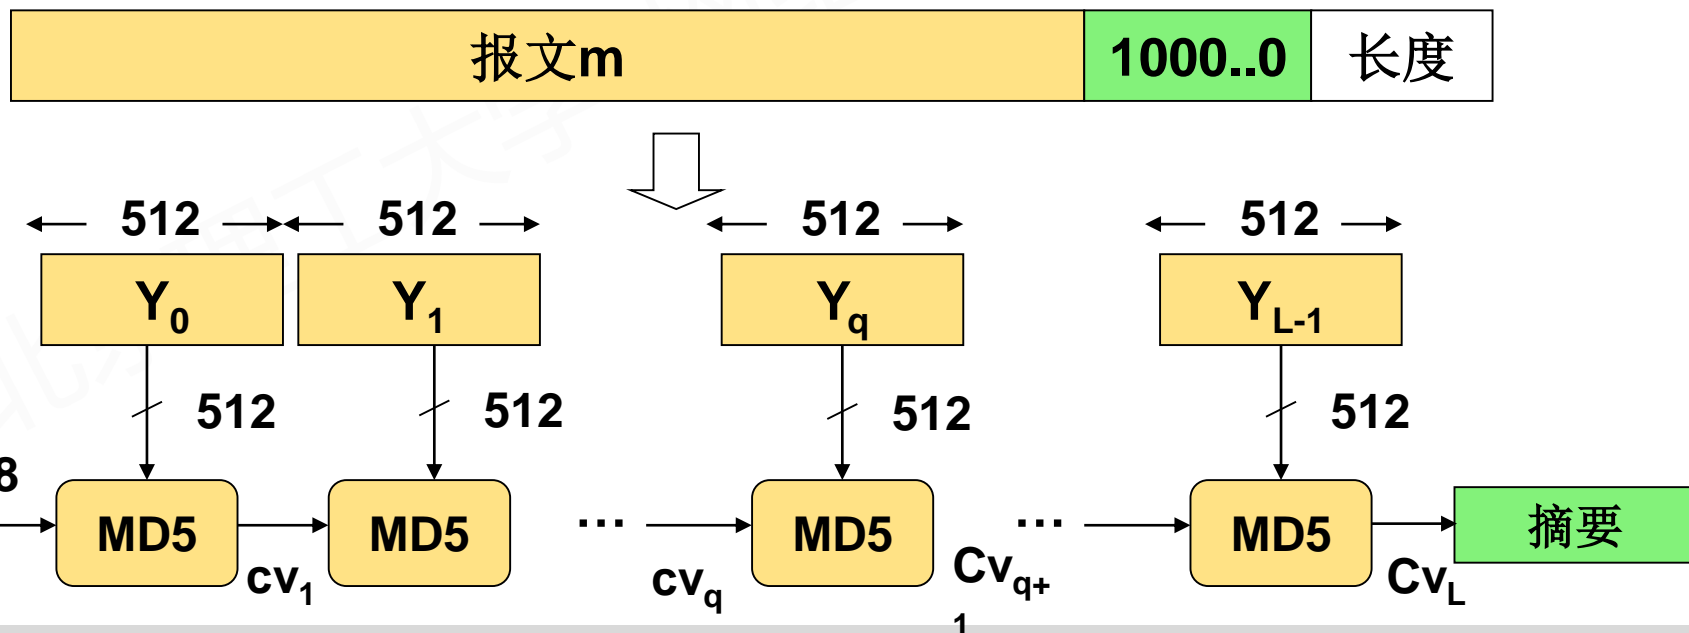 报文m 1000..0 长度
512 512 512 512
Y0 Y1 Yq YL-1
512 512 512 512
8
MD5 MD5 ... MD5 ... MD5 摘要
cv1 cvq Cvq+1 CvL